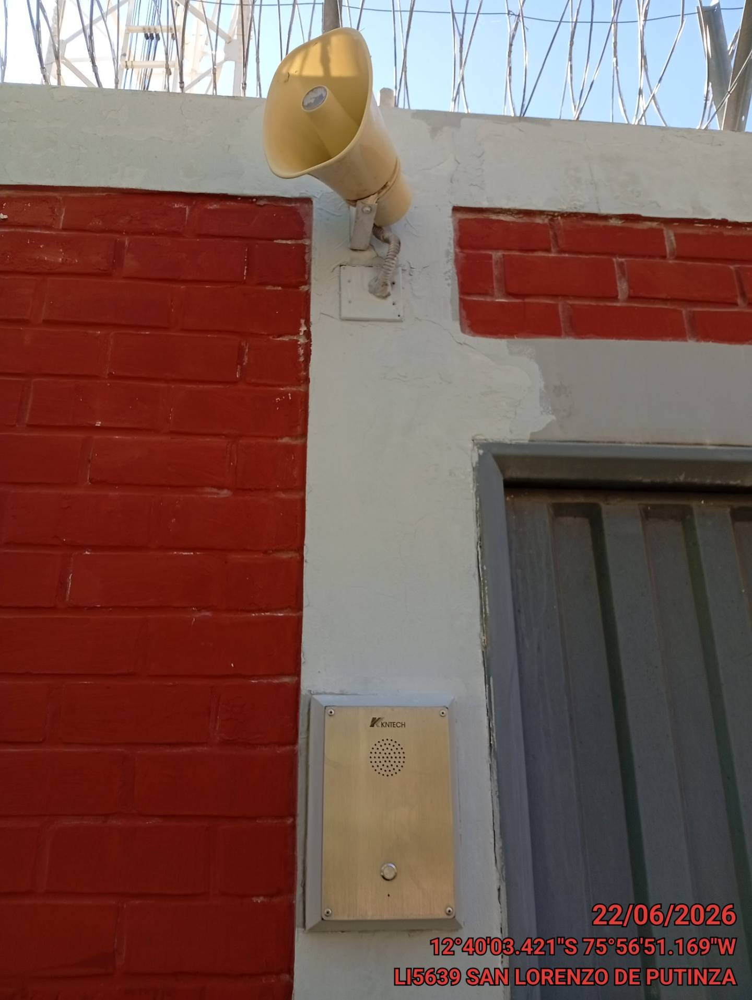 KNTECH
22/06/2026
12°40'03.421"S 75°56'51.169"W
LI5639 SAN LORENZO DE PUTINZA